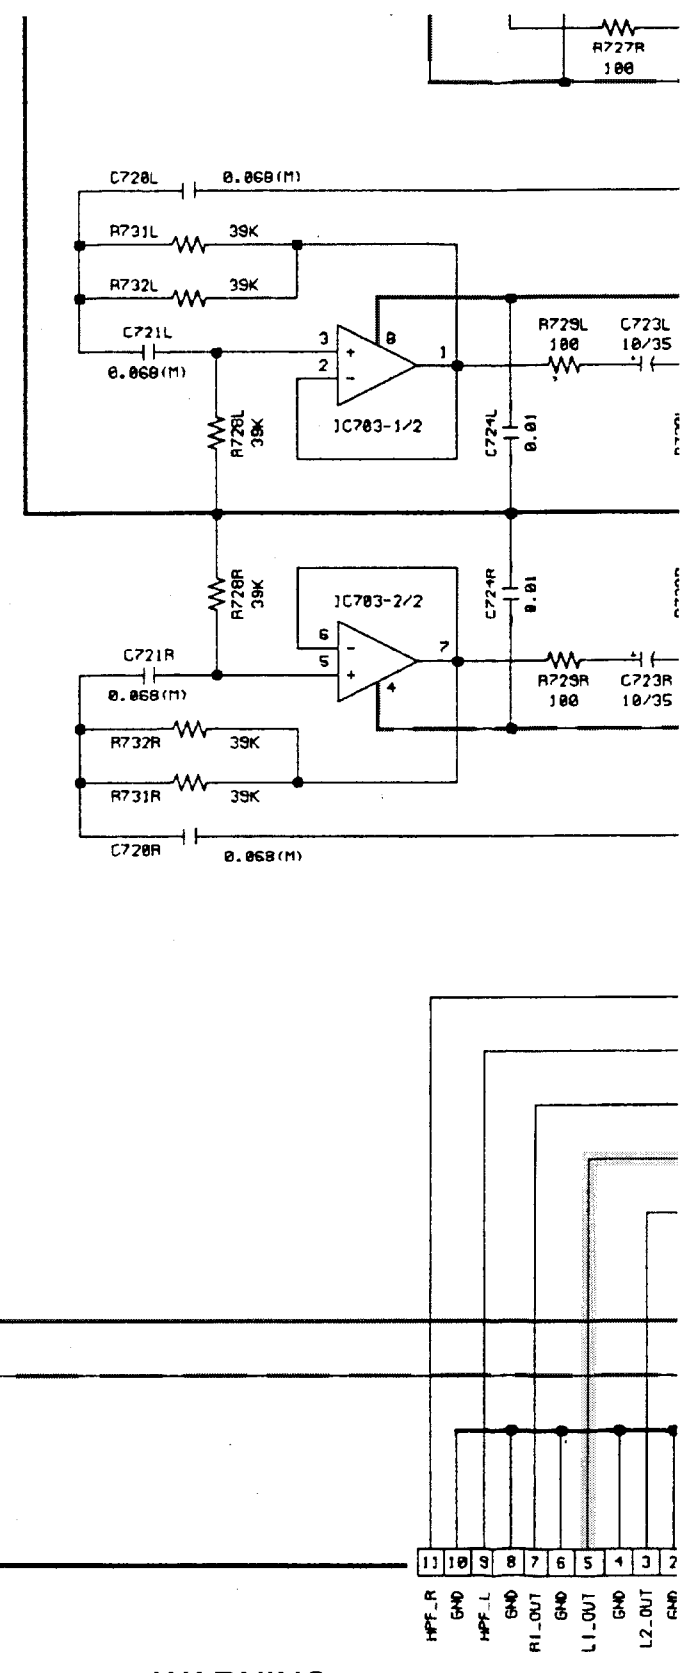 R727R
100
C720L
0.068(M)
R731L
39K
R732L
39K
C721L
0.068(M)
3
+
2
-
8
1
IC703-1/2
R729L
100
C723L
10/35
R728L
39K
C724L
0.01
R728R
39K
IC703-2/2
C724R
0.01
6
-
5
+
7
4
C721R
0.068(M)
R729R
100
C723R
10/35
R732R
39K
R731R
39K
C720R
0.068(M)
11 10 9 8 7 6 5 4 3 2
HPF_R
GND
HPF_L
GND
R1_OUT
GND
L1_OUT
GND
L2_OUT
GND